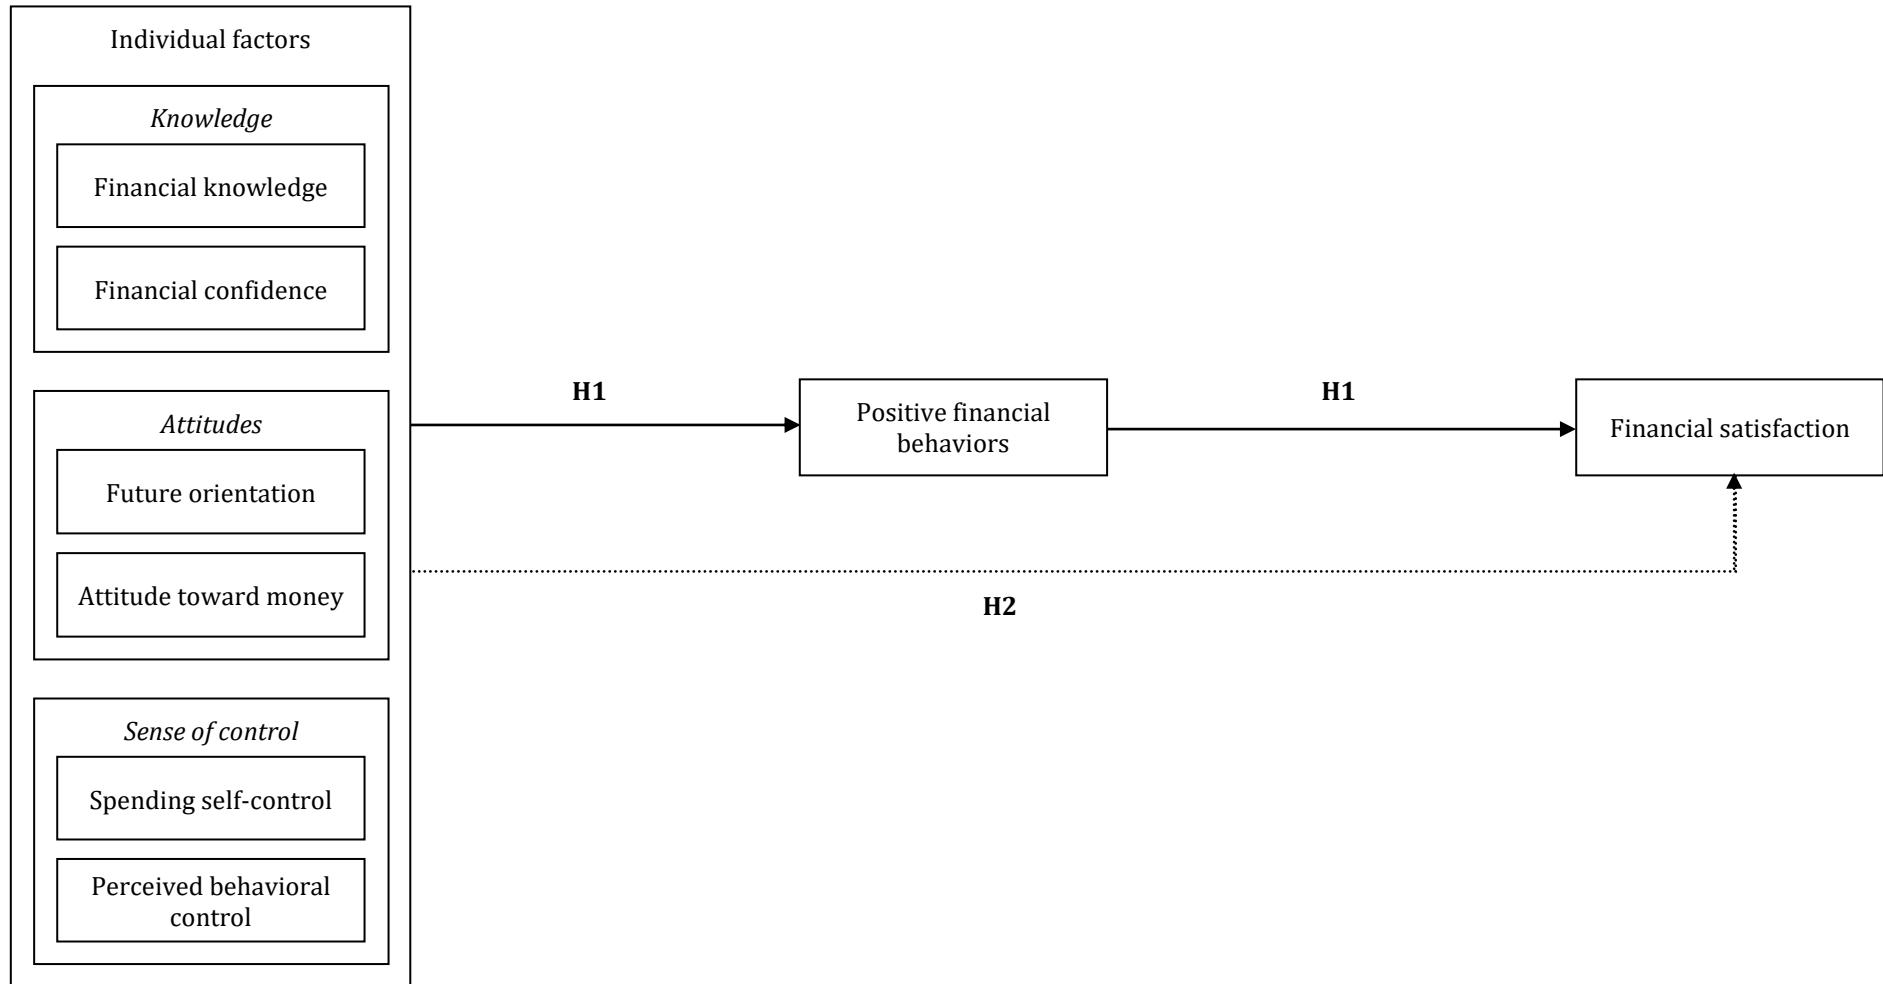 Individual factors
Knowledge
Financial knowledge
Financial confidence
Attitudes
Future orientation
Attitude toward money
Sense of control
Spending self-control
Perceived behavioral
control
H1
Positive financial
behaviors
H1
Financial satisfaction
H2